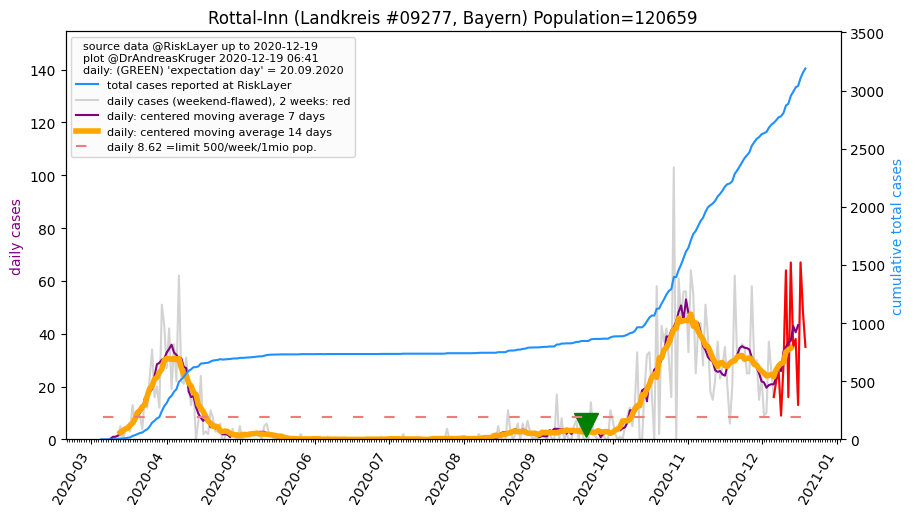 Rottal-Inn (Landkreis #09277, Bayern) Population=120659
source data @RiskLayer up to 2020-12-19
plot @DrAndreasKruger 2020-12-19 06:41
daily: (GREEN) 'expectation day' = 20.09.2020
total cases reported at RiskLayer
daily cases (weekend-flawed), 2 weeks: red
daily: centered moving average 7 days
daily: centered moving average 14 days
daily 8.62 =limit 500/week/1mio pop.
daily cases
140
120
100
80
60
40
20
0
cumulative total cases
3500
3000
2500
2000
1500
1000
500
0
2020-03
2020-04
2020-05
2020-06
2020-07
2020-08
2020-09
2020-10
2020-11
2020-12
2021-01